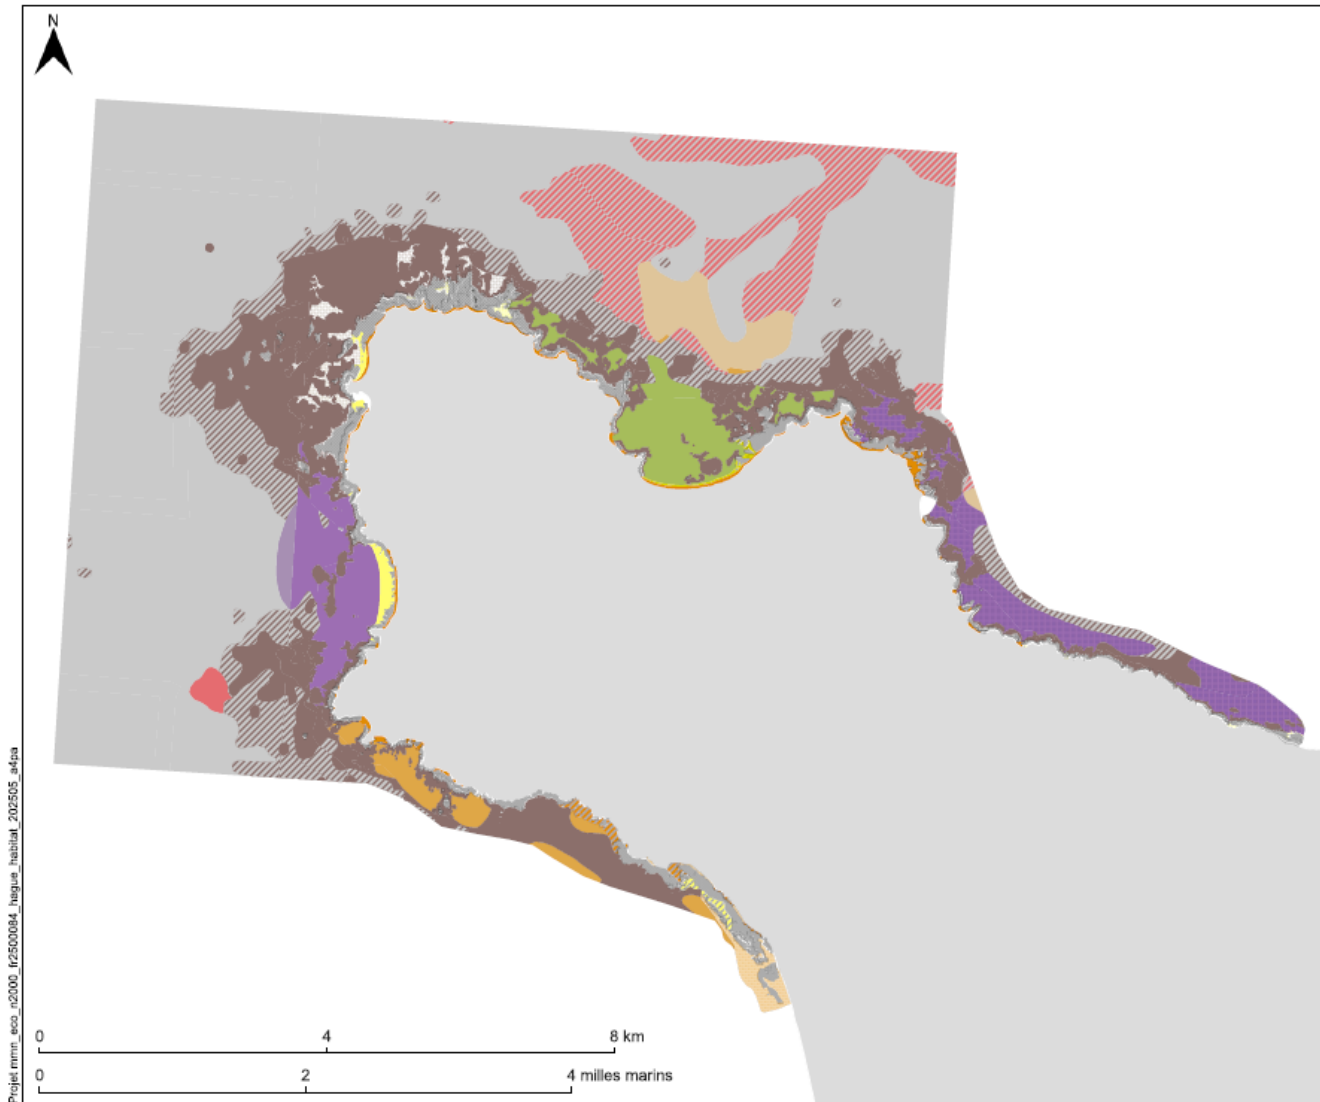 N
Projet mmn_eco_n2000_fr2500084_hague_habitat_202505_a4pa
0 4 8 km
0 2 4 milles marins